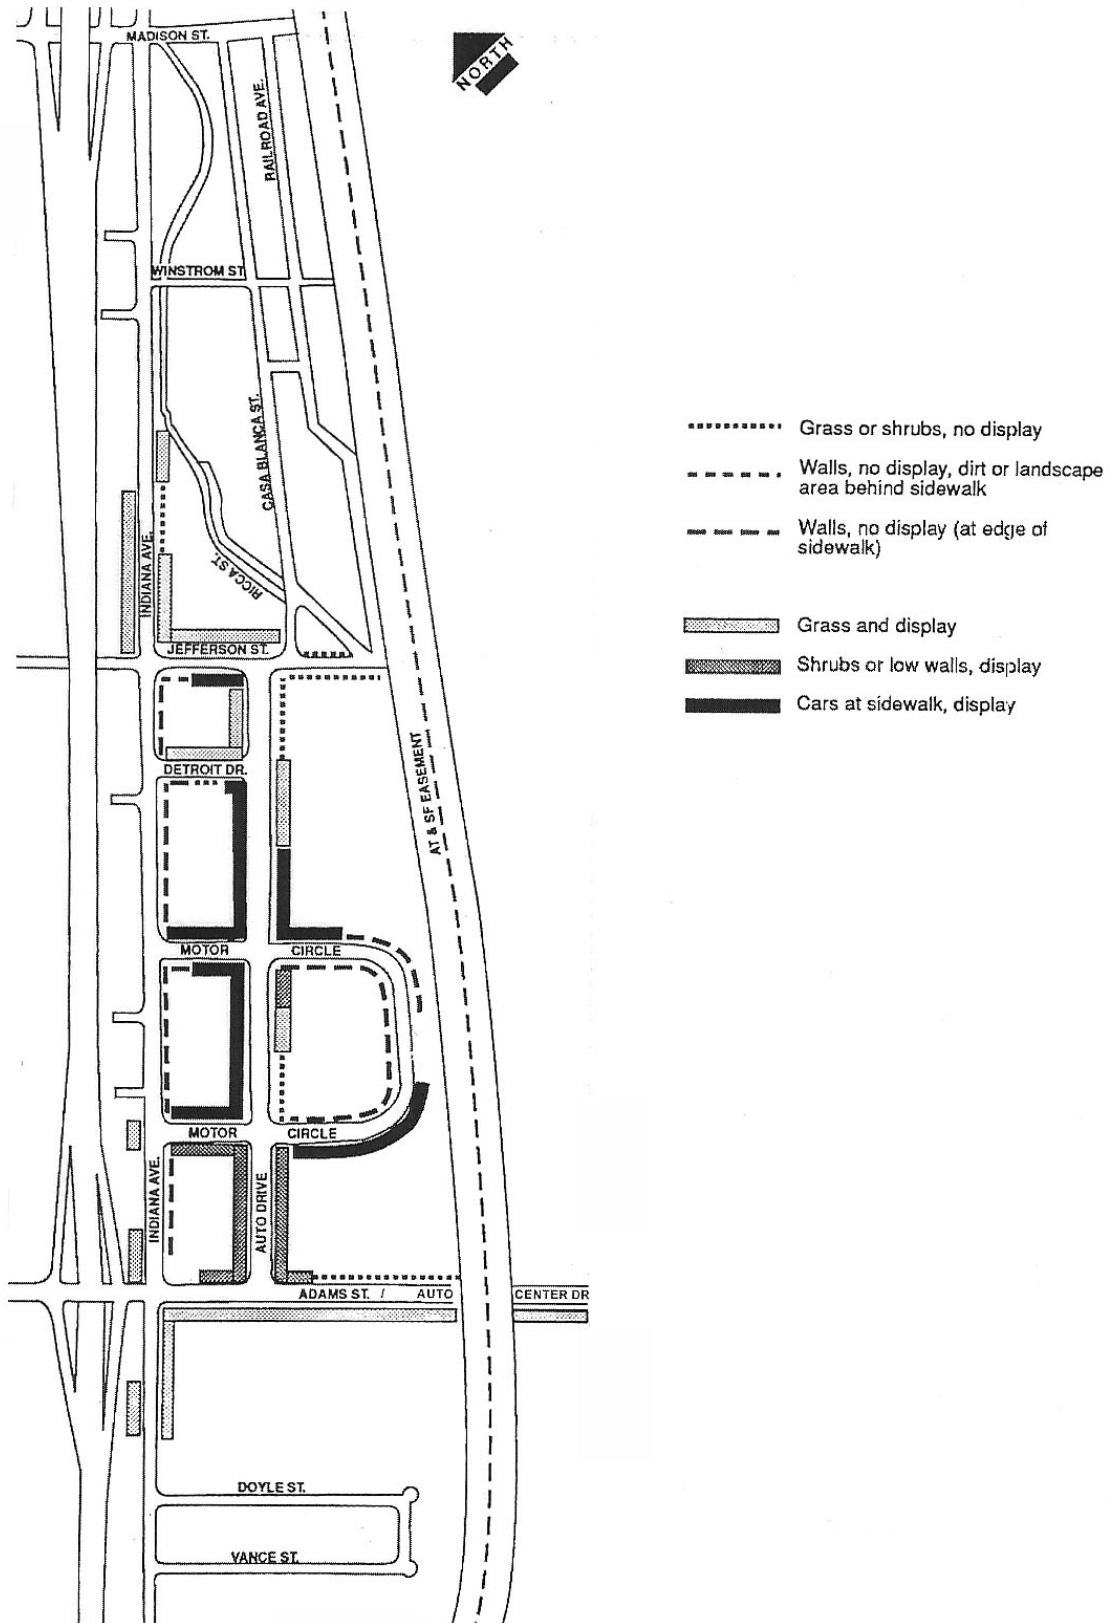 MADISON ST.
NORTH
RAILROAD AVE.
WINSTROM ST
CASA BLANCA ST.
INDIANA AVE.
RICCA ST.
JEFFERSON ST.
DETROIT DR.
AT & SF EASEMENT
MOTOR CIRCLE
MOTOR CIRCLE
INDIANA AVE.
AUTO DRIVE
ADAMS ST. / AUTO CENTER DR
DOYLE ST.
VANCE ST.
Grass or shrubs, no display
Walls, no display, dirt or landscape
area behind sidewalk
Walls, no display (at edge of
sidewalk)
Grass and display
Shrubs or low walls, display
Cars at sidewalk, display